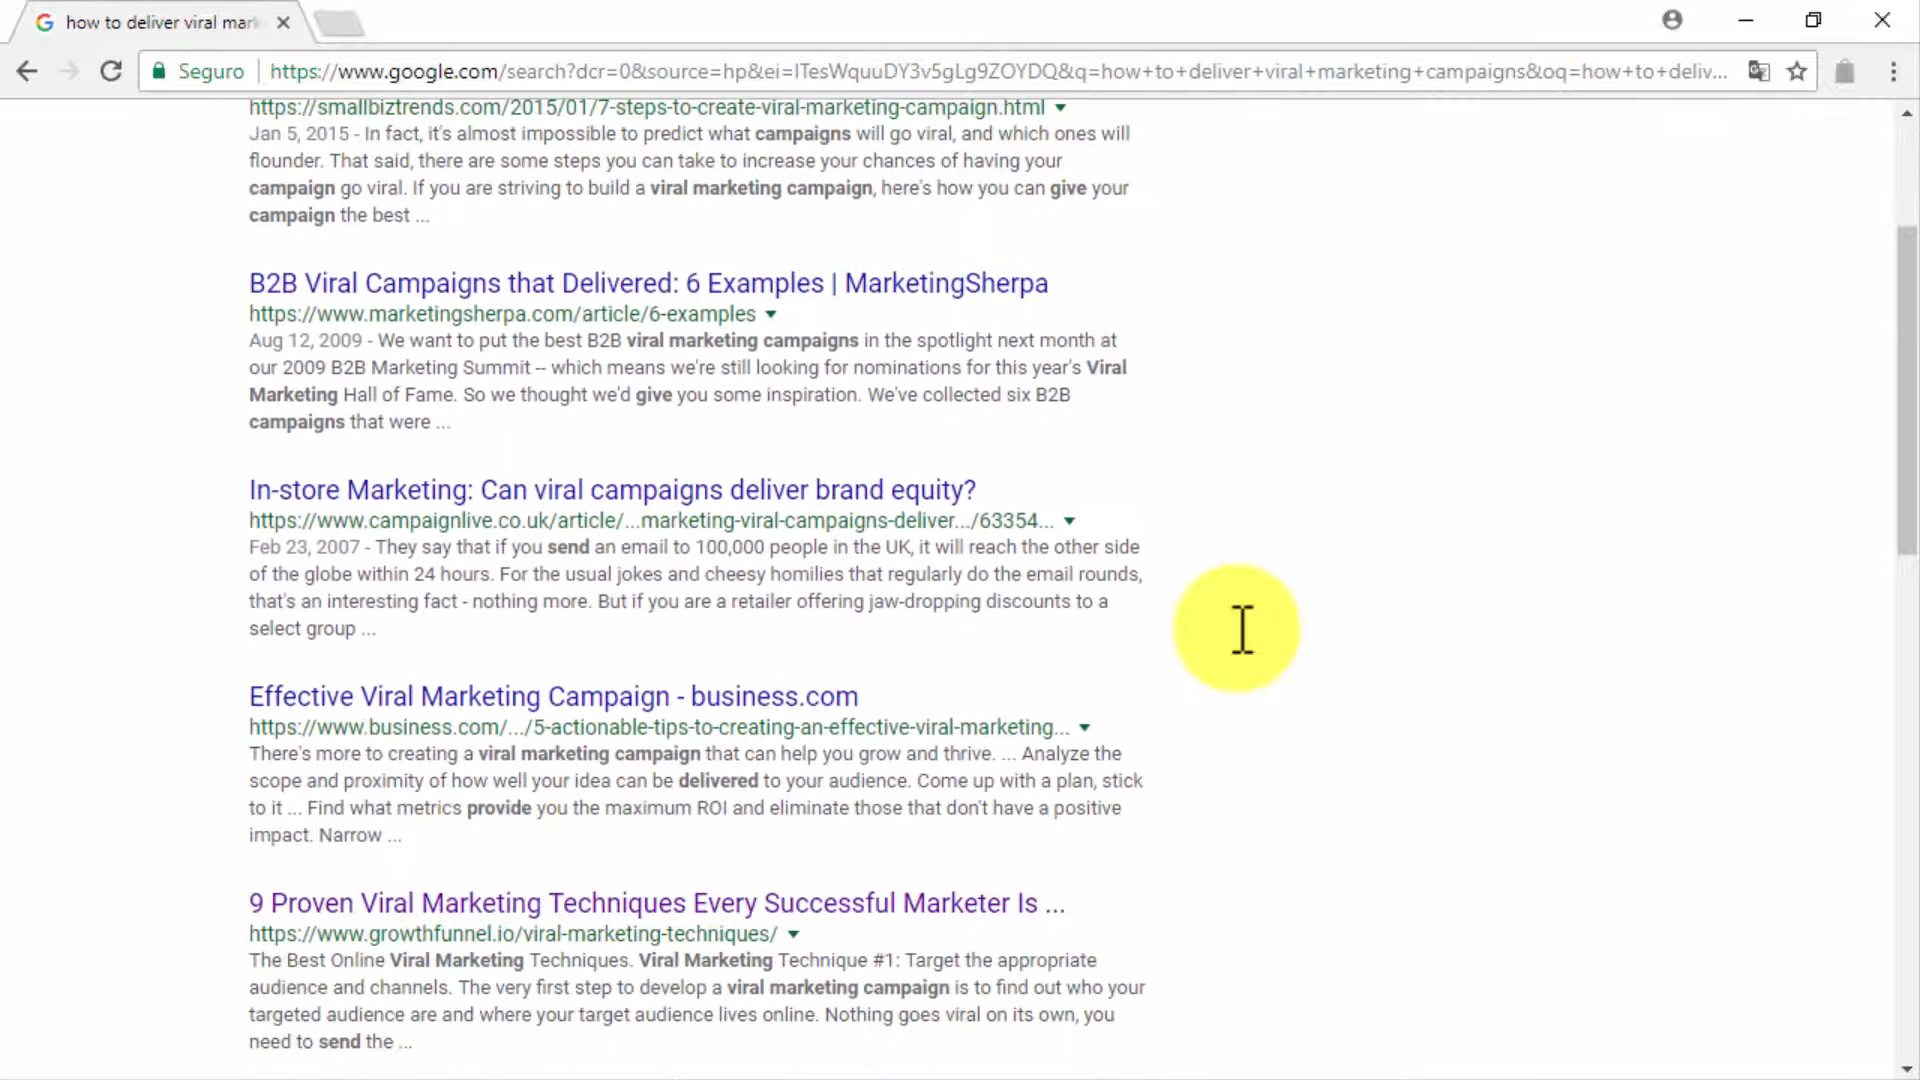 how to deliver viral mar
Seguro
https://www.google.com/search?dcr=0&source=hp&ei=ITesWquuDY3v5gLg9ZOYDQ&q=how+to+deliver+viral+marketing+campaigns&oq=how+to+deliv...
https://smallbiztrends.com/2015/01/7-steps-to-create-viral-marketing-campaign.html
Jan 5, 2015 - In fact, it's almost impossible to predict what campaigns will go viral, and which ones will
flounder. That said, there are some steps you can take to increase your chances of having your
campaign go viral. If you are striving to build a viral marketing campaign, here's how you can give your
campaign the best ...
B2B Viral Campaigns that Delivered: 6 Examples | MarketingSherpa
https://www.marketingsherpa.com/article/6-examples
Aug 12, 2009 - We want to put the best B2B viral marketing campaigns in the spotlight next month at
our 2009 B2B Marketing Summit -- which means we're still looking for nominations for this year's Viral
Marketing Hall of Fame. So we thought we'd give you some inspiration. We've collected six B2B
campaigns that were ...
In-store Marketing: Can viral campaigns deliver brand equity?
https://www.campaignlive.co.uk/article/...marketing-viral-campaigns-deliver.../63354...
Feb 23, 2007 - They say that if you send an email to 100,000 people in the UK, it will reach the other side
of the globe within 24 hours. For the usual jokes and cheesy homilies that regularly do the email rounds,
that's an interesting fact - nothing more. But if you are a retailer offering jaw-dropping discounts to a
select group ...
Effective Viral Marketing Campaign - business.com
https://www.business.com/.../5-actionable-tips-to-creating-an-effective-viral-marketing...
There's more to creating a viral marketing campaign that can help you grow and thrive. ... Analyze the
scope and proximity of how well your idea can be delivered to your audience. Come up with a plan, stick
to it ... Find what metrics provide you the maximum ROI and eliminate those that don't have a positive
impact. Narrow ...
9 Proven Viral Marketing Techniques Every Successful Marketer Is ...
https://www.growthfunnel.io/viral-marketing-techniques/
The Best Online Viral Marketing Techniques. Viral Marketing Technique #1: Target the appropriate
audience and channels. The very first step to develop a viral marketing campaign is to find out who your
targeted audience are and where your target audience lives online. Nothing goes viral on its own, you
need to send the ...